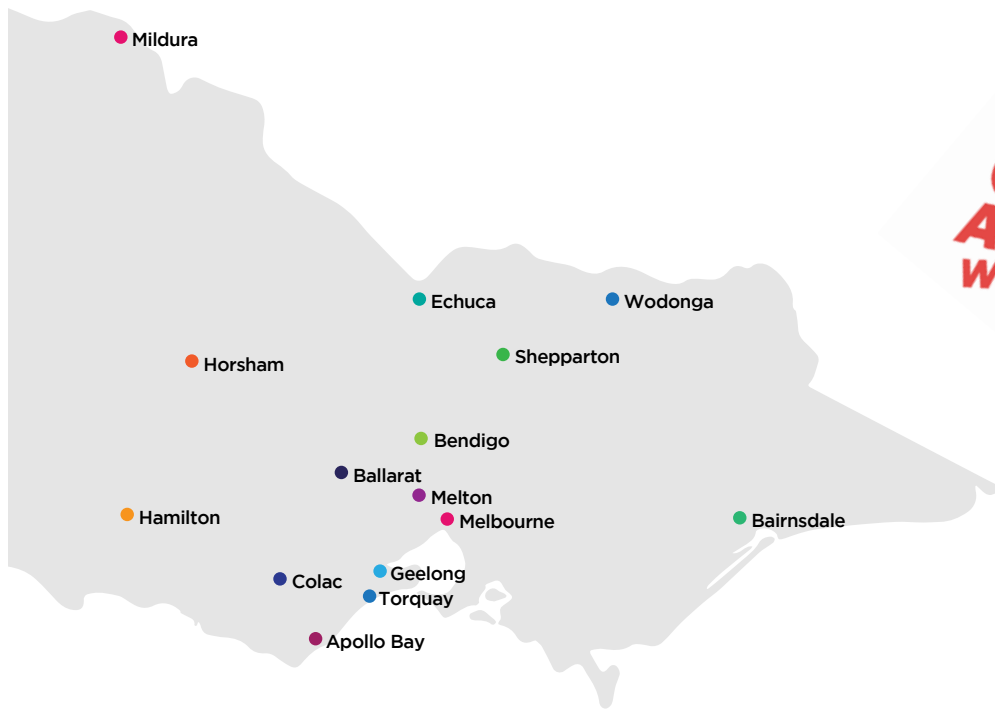 Mildura
Echuca
Wodonga
Shepparton
Horsham
Bendigo
Ballarat
Melton
Hamilton
Melbourne
Bairnsdale
Geelong
Colac
Torquay
Apollo Bay